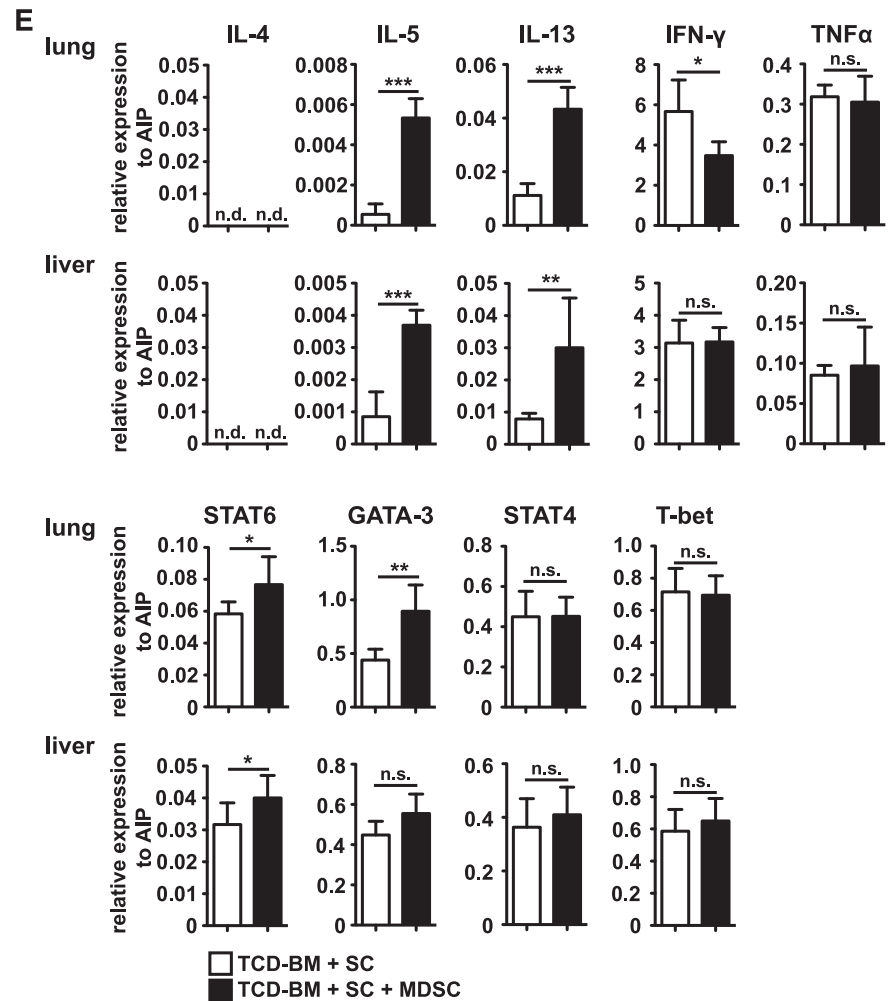 E
lung
IL-4 IL-5 IL-13 IFN-γ TNFα
relative expression
to AIP
0.05 0.008 0.06 8 0.4
0.04 0.006 0.04 6 0.3
0.03 0.004 0.02 4 0.2
0.02 0.002 0 2 0.1
0.01 0 0 0
0
n.d. n.d. *** *** * n.s.
liver
relative expression
to AIP
0.05 0.005 0.05 5 0.20
0.04 0.004 0.04 4 0.15
0.03 0.003 0.03 3 0.10
0.02 0.002 0.02 2 0.05
0.01 0.001 0.01 1 0
0 0 0 0
n.d. n.d. *** ** n.s. n.s.
lung
STAT6 GATA-3 STAT4 T-bet
relative expression
to AIP
0.10 1.5 0.8 1.0
0.08 1.0 0.6 0.8
0.06 0.5 0.4 0.6
0.04 0 0.2 0.4
0.02 0 0.2
0 0
* ** n.s. n.s.
liver
relative expression
to AIP
0.05 0.8 0.6 1.0
0.04 0.6 0.4 0.8
0.03 0.4 0.2 0.6
0.02 0.2 0 0.4
0.01 0 0.2
0 0
* n.s. n.s. n.s.
TCD-BM + SC
TCD-BM + SC + MDSC